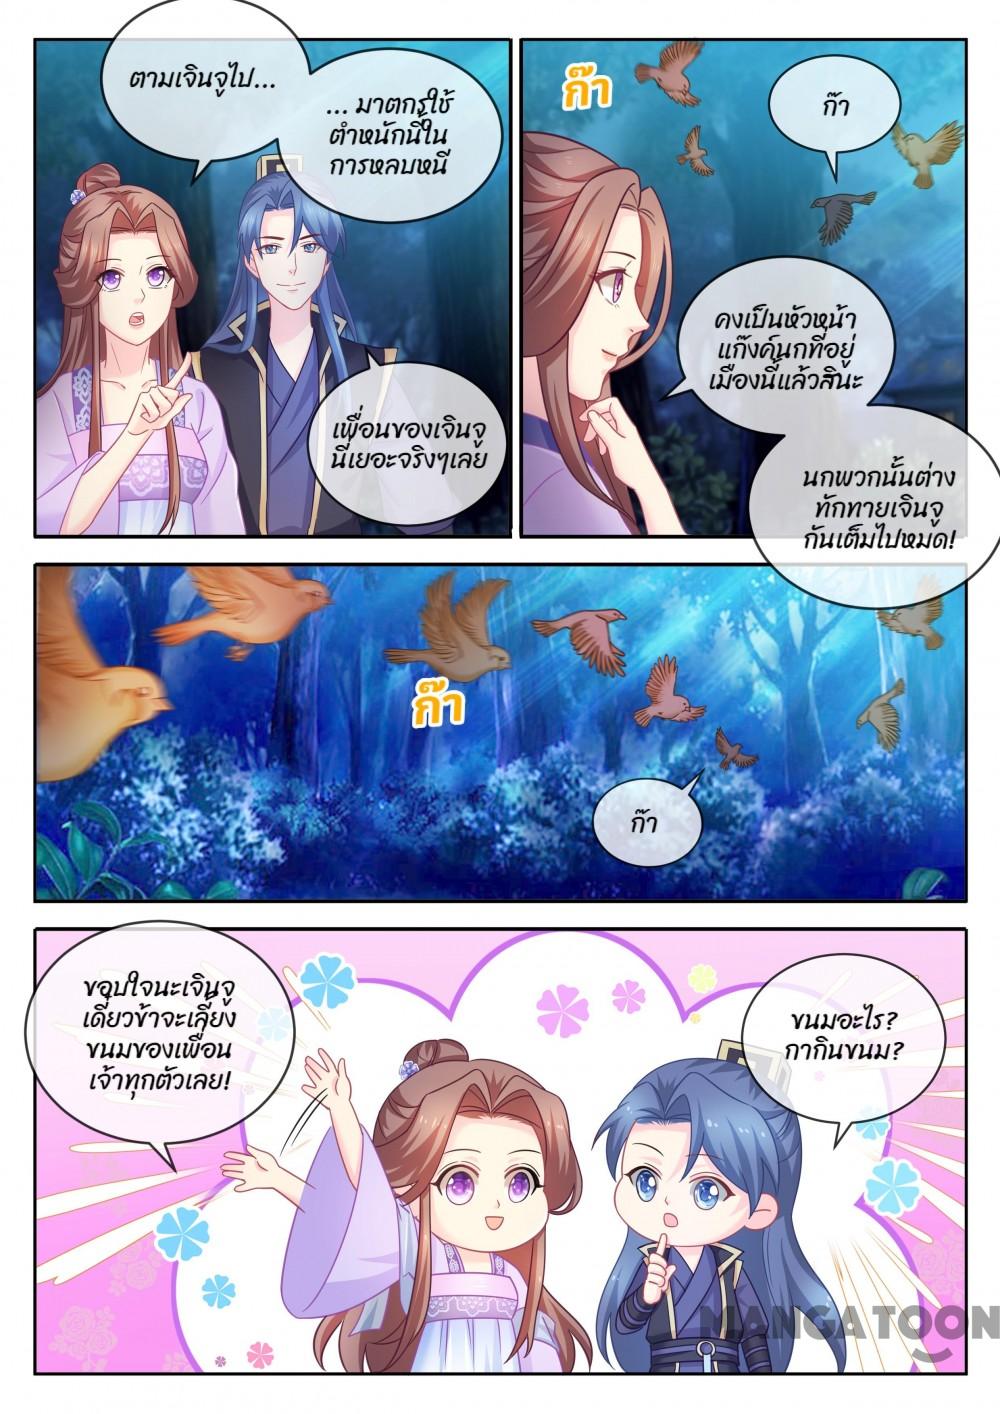 ตามเจินจูไป...
... มาตกรใช้
ตำหนักนี้ใน
การหลบหนี
เพื่อนของเจินจู
นี่เยอะจริงๆเลย
ก๊า
ก๊า
คงเป็นหัวหน้า
แก๊งค์นกที่อยู่
เมืองนี้แล้วสินะ
นกพวกนั้นต่าง
ทักทายเจินจู
กันเต็มไปหมด!
ก๊า
ก๊า
ขอบใจนะเจินจู
เดี๋ยวข้าจะเลี้ยง
ขนมของเพื่อน
เจ้าทุกตัวเลย!
ขนมอะไร?
กากินขนม?
MANGATOON